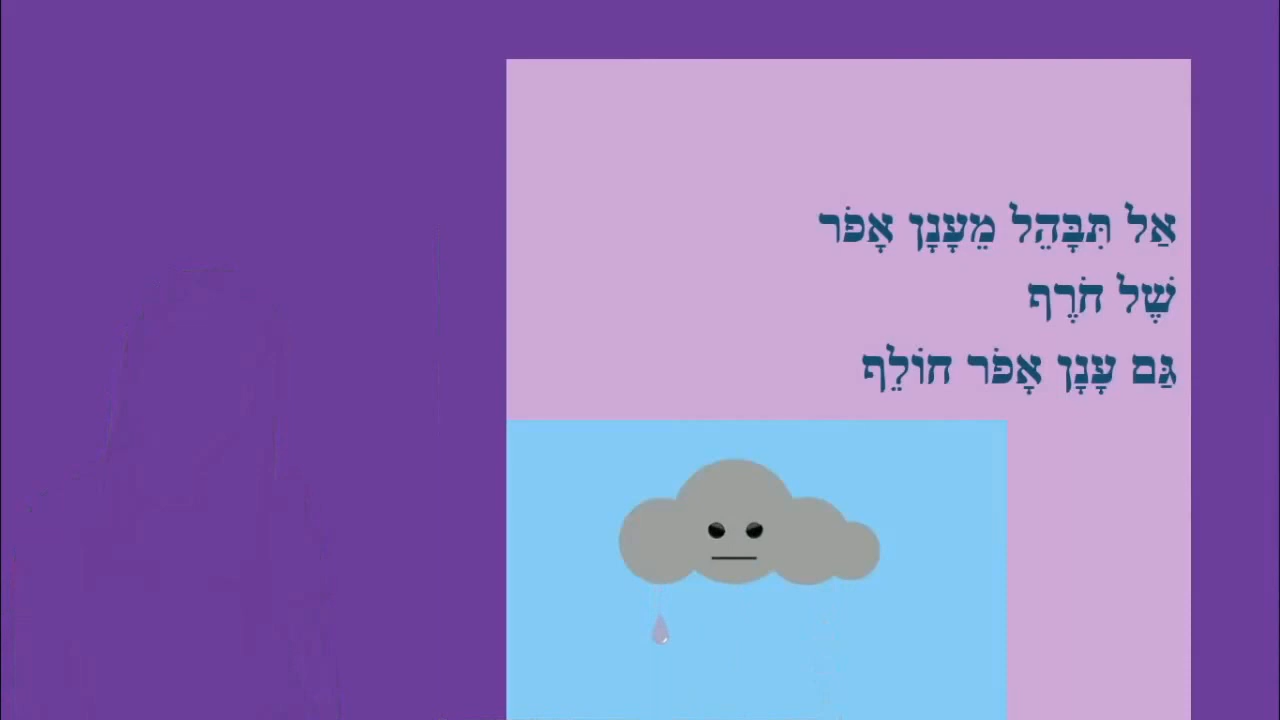 אַל תִּבָּהֵל מֵעָנָן אָפֹר
שֶׁל חֹרֶף
גַּם עָנָן אָפֹר חוֹלֵף